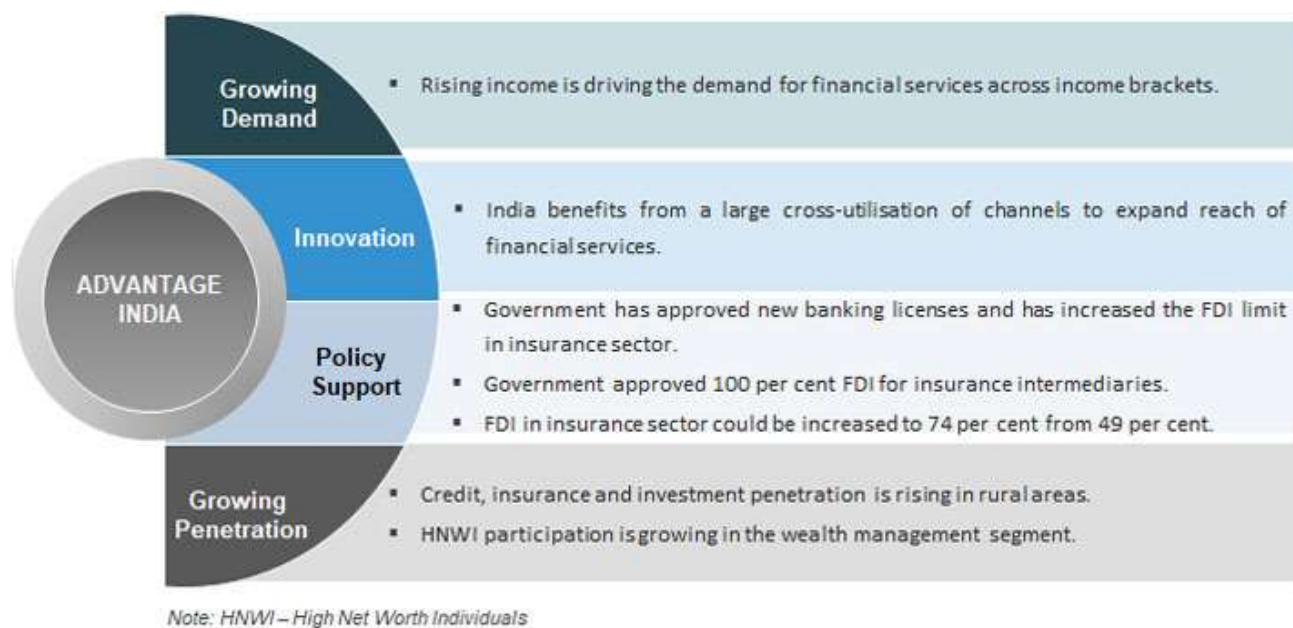 ADVANTAGE
INDIA
Growing
Demand
▪ Rising income is driving the demand for financial services across income brackets.
Innovation
▪ India benefits from a large cross-utilisation of channels to expand reach of
financial services.
Policy
Support
▪ Government has approved new banking licenses and has increased the FDI limit
in insurance sector.
▪ Government approved 100 per cent FDI for insurance intermediaries.
▪ FDI in insurance sector could be increased to 74 per cent from 49 per cent.
Growing
Penetration
▪ Credit, insurance and investment penetration is rising in rural areas.
▪ HNWI participation is growing in the wealth management segment.
Note: HNWI – High Net Worth Individuals